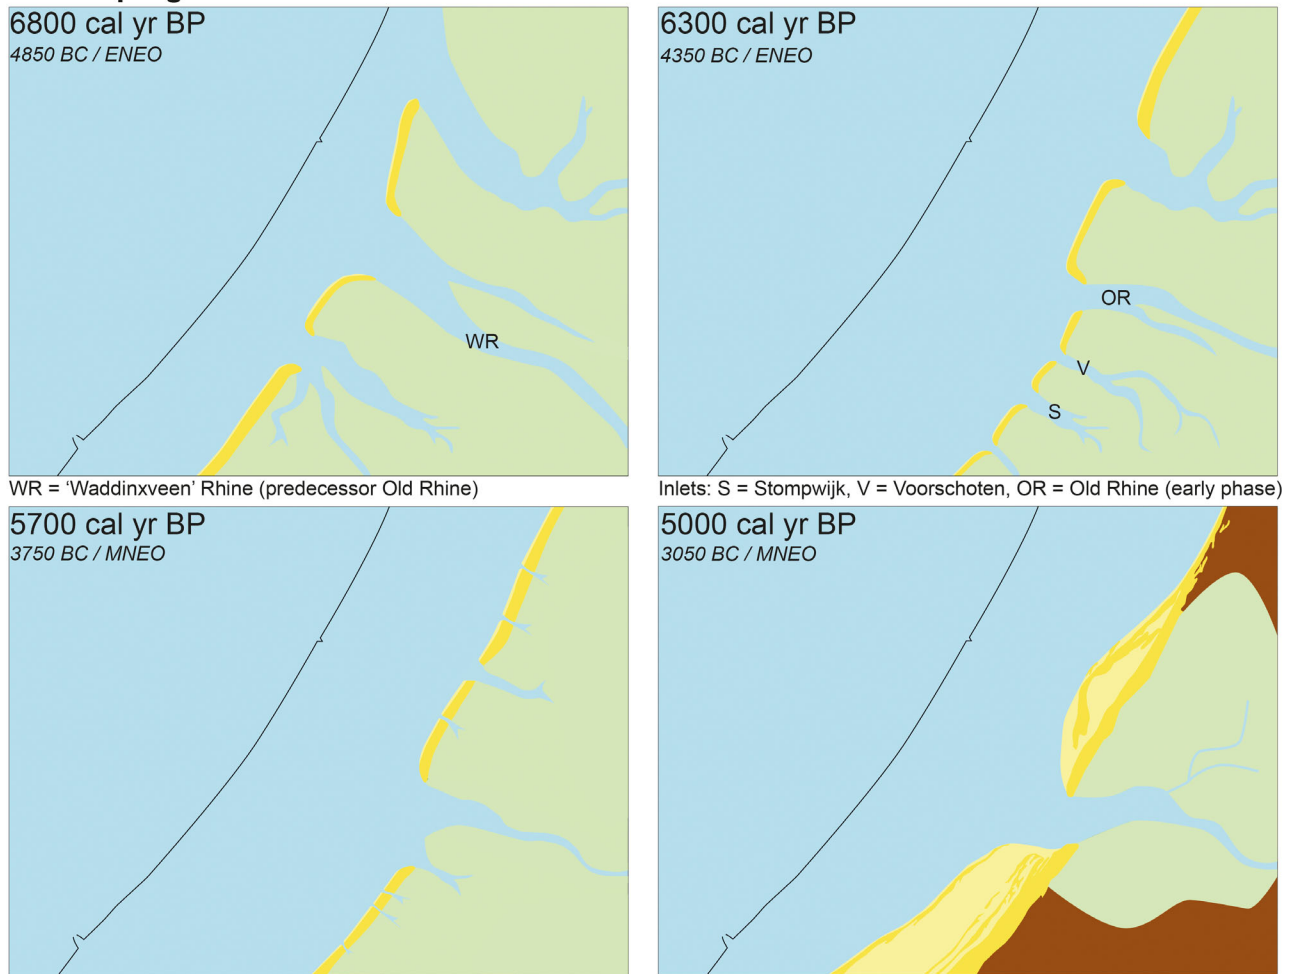 6800 cal yr BP
4850 BC / ENEO
WR
WR = ‘Waddinxveen’ Rhine (predecessor Old Rhine)
6300 cal yr BP
4350 BC / ENEO
OR
V
S
Inlets: S = Stompwijk, V = Voorschoten, OR = Old Rhine (early phase)
5700 cal yr BP
3750 BC / MNEO
5000 cal yr BP
3050 BC / MNEO